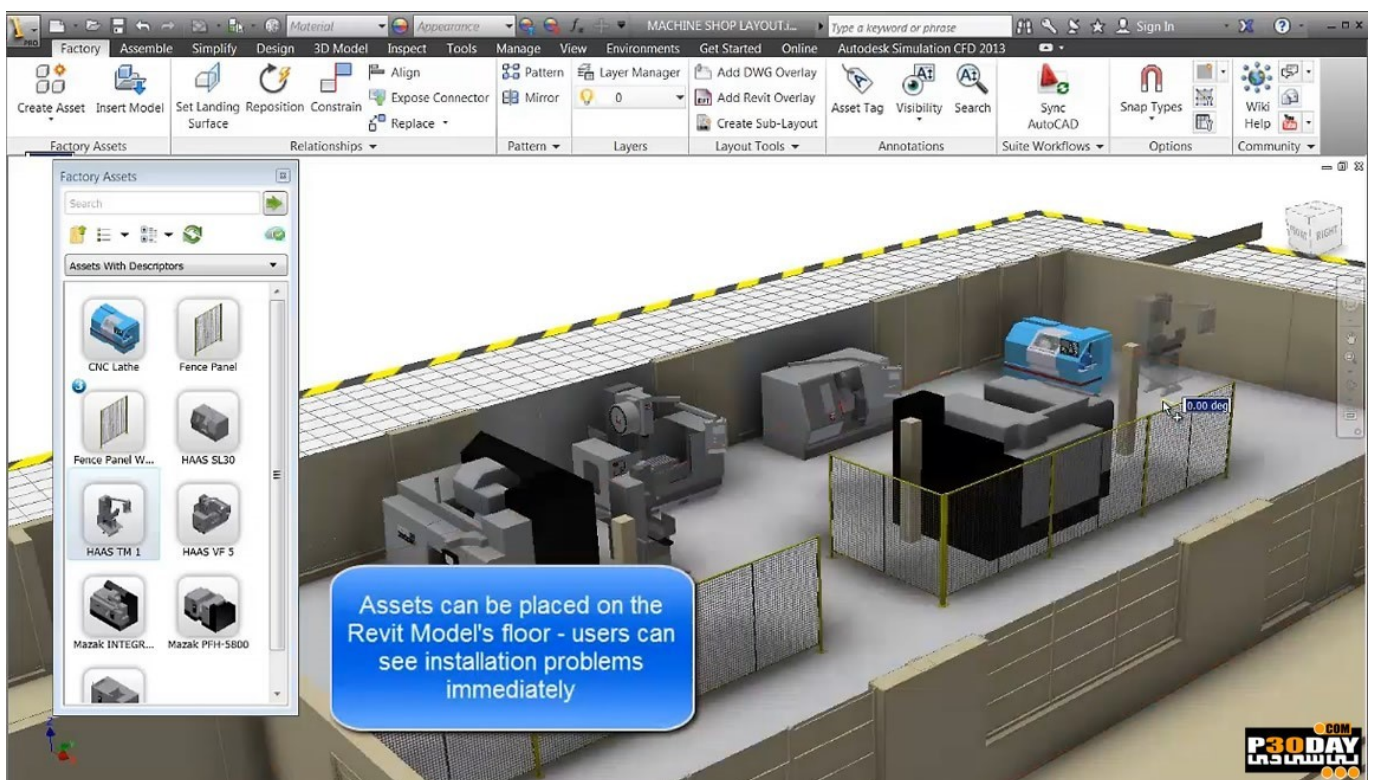 PRO
Material
Appearance
MACHINE SHOP LAYOUT.i...
Type a keyword or phrase
Sign In
Factory Assemble Simplify Design 3D Model Inspect Tools Manage View Environments Get Started Online Autodesk Simulation CFD 2013
Create Asset
Insert Model
Factory Assets
Set Landing Surface
Reposition
Constrain
Align
Expose Connector
Replace
Relationships
Pattern
Mirror
Pattern
Layer Manager
0
Layers
Add DWG Overlay
Add Revit Overlay
Create Sub-Layout
Layout Tools
Asset Tag
Visibility
Search
Annotations
Sync
AutoCAD
Suite Workflows
Snap Types
Options
Wiki
Help
Community
Factory Assets
Search
Assets With Descriptors
CNC Lathe
Fence Panel
3
Fence Panel W...
HAAS SL30
HAAS TM 1
HAAS VF 5
Mazak INTEGR...
Mazak PFH-5800
RIGHT
0.00 deg
Assets can be placed on the
Revit Model's floor - users can
see installation problems
immediately
Z
.COM
P30DAY